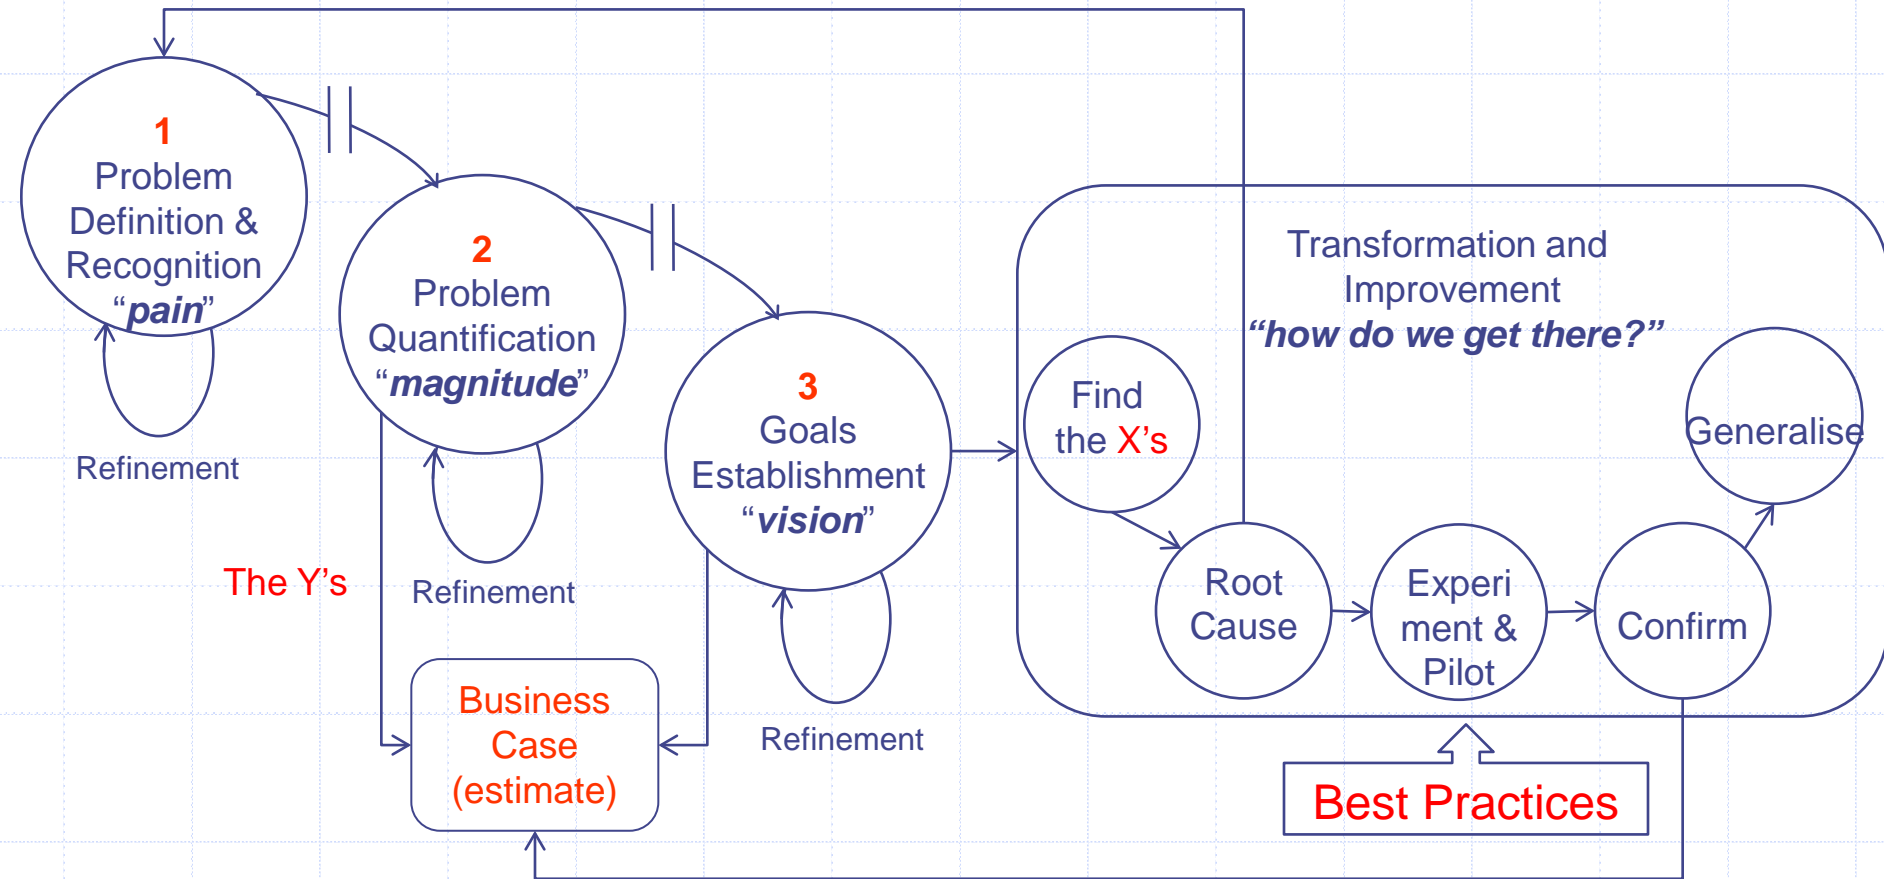 1
Problem
Definition &
Recognition
“pain”
Refinement
2
Problem
Quantification
“magnitude”
Refinement
The Y’s
3
Goals
Establishment
“vision”
Refinement
Business
Case
(estimate)
Transformation and
Improvement
“how do we get there?”
Find
the X’s
Root
Cause
Experi
ment &
Pilot
Confirm
Generalise
Best Practices